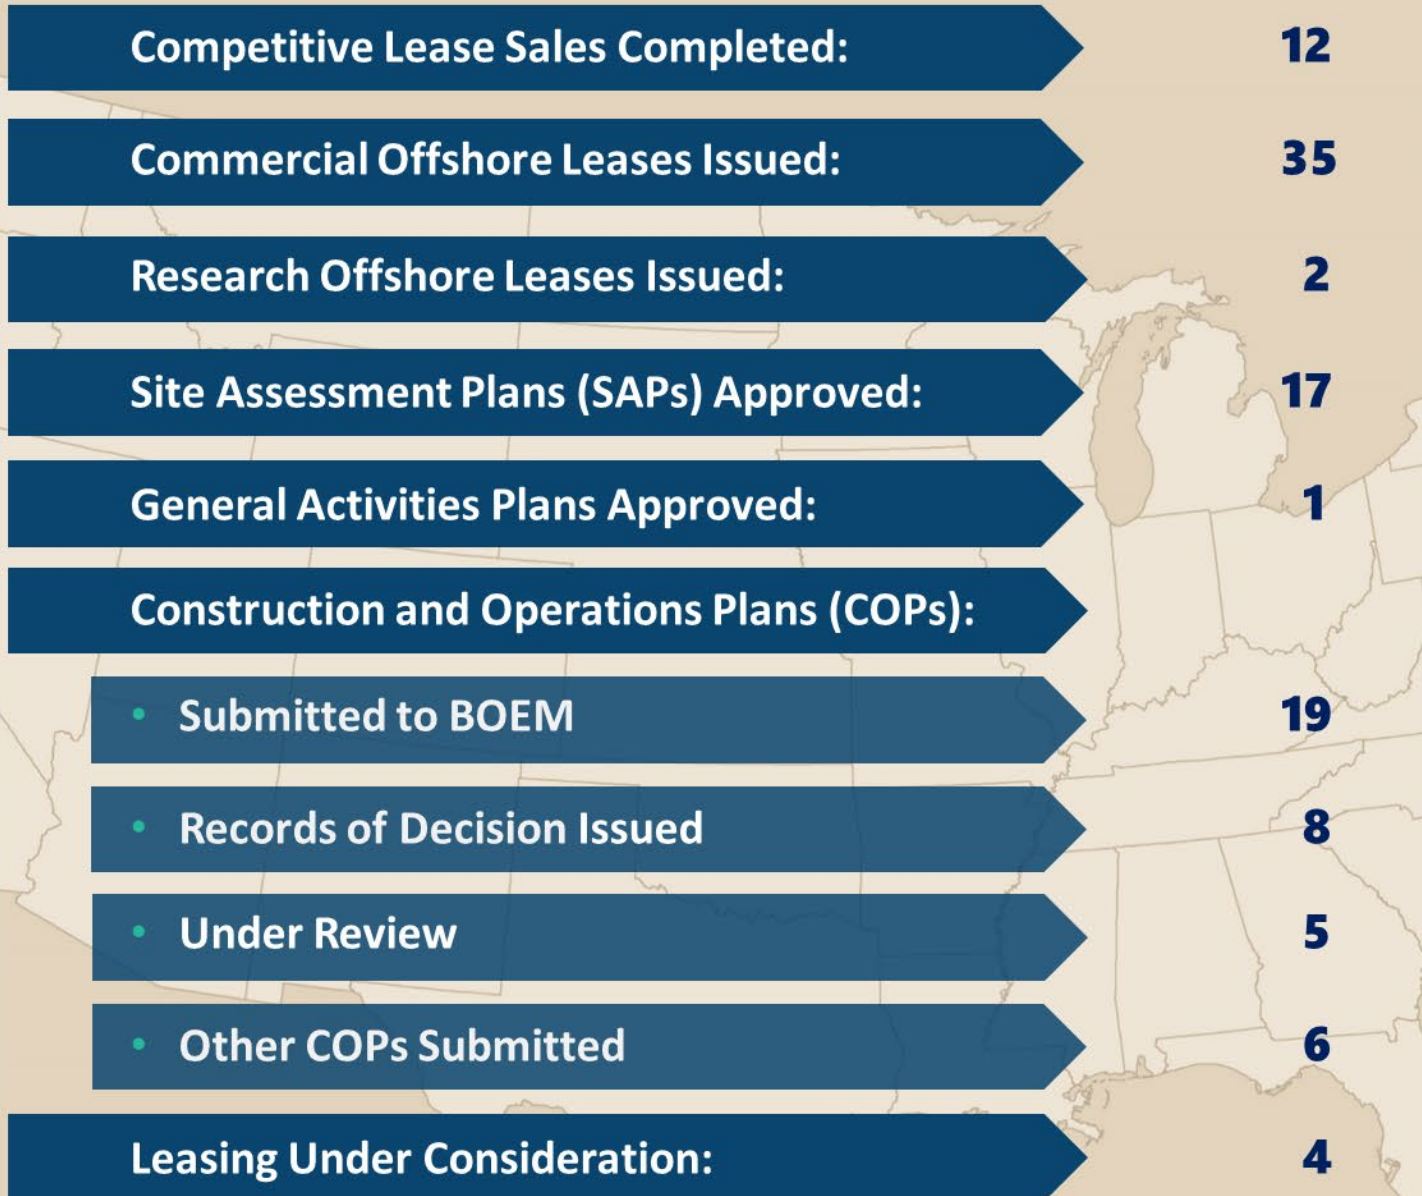 Competitive Lease Sales Completed: 12
Commercial Offshore Leases Issued: 35
Research Offshore Leases Issued: 2
Site Assessment Plans (SAPs) Approved: 17
General Activities Plans Approved: 1
Construction and Operations Plans (COPs):
• Submitted to BOEM 19
• Records of Decision Issued 8
• Under Review 5
• Other COPs Submitted 6
Leasing Under Consideration: 4